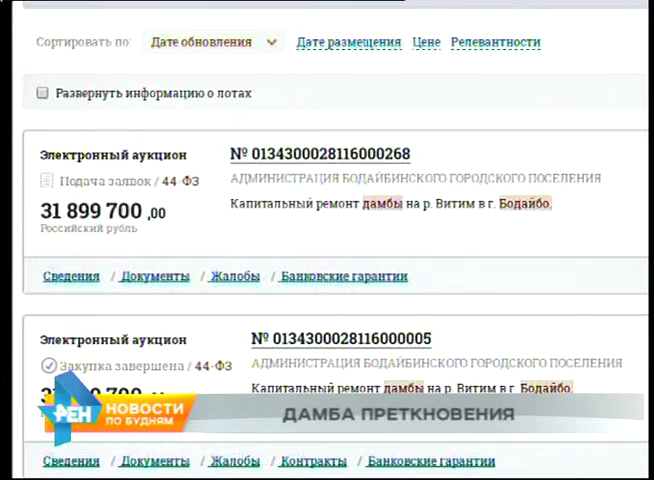 Сортировать по: Дате обновления Дате размещения Цене Релевантности
Развернуть информацию о лотах
Электронный аукцион № 0134300028116000268
Подача заявок / 44-ФЗ АДМИНИСТРАЦИЯ БОДАЙБИНСКОГО ГОРОДСКОГО ПОСЕЛЕНИЯ
31 899 700 ,00 Капитальный ремонт дамбы на р. Витим в г. Бодайбо.
Российский рубль
Сведения / Документы / Жалобы / Банковские гарантии
Электронный аукцион № 0134300028116000005
Закупка завершена / 44-ФЗ АДМИНИСТРАЦИЯ БОДАЙБИНСКОГО ГОРОДСКОГО ПОСЕЛЕНИЯ
Капитальный ремонт дамбы на р. Витим в г. Бодайбо.
РЕН НОВОСТИ ПО БУДНЯМ
ДАМБА ПРЕТКНОВЕНИЯ
Сведения / Документы / Жалобы / Контракты / Банковские гарантии